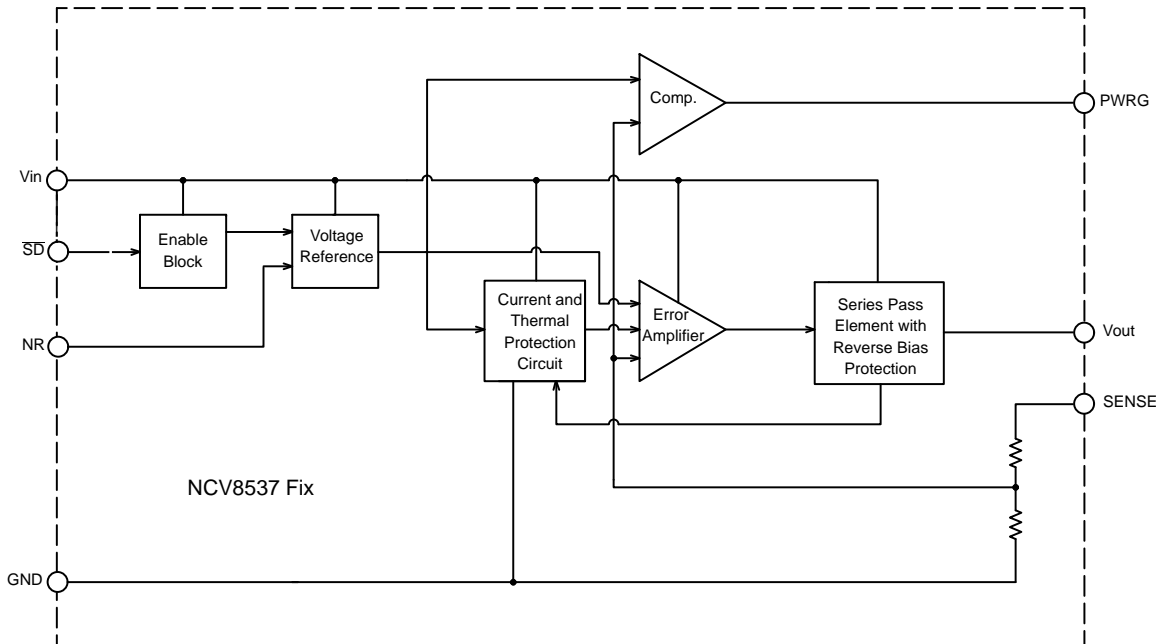 Comp.
PWRG
Vin
SD
Enable
Block
Voltage
Reference
NR
Current and
Thermal
Protection
Circuit
Error
Amplifier
Series Pass
Element with
Reverse Bias
Protection
Vout
SENSE
NCV8537 Fix
GND